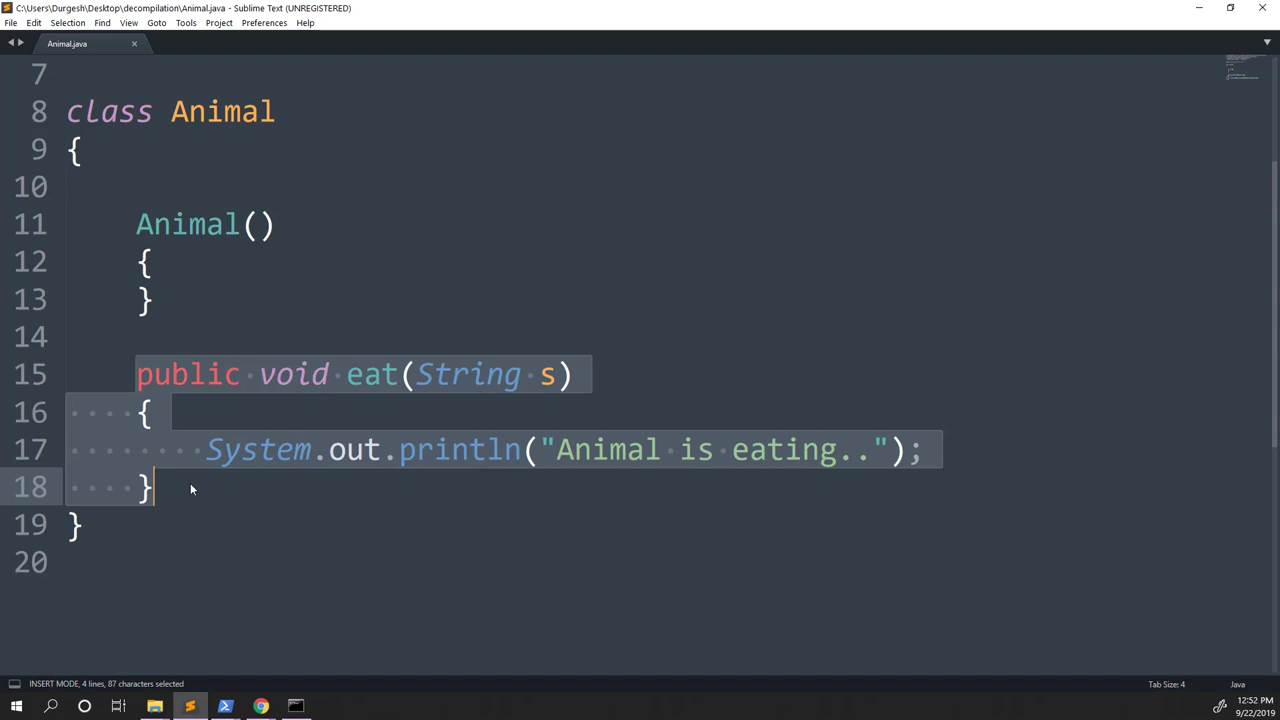 C:\Users\Durgesh\Desktop\decompilation\Animal.java - Sublime Text (UNREGISTERED)
File Edit Selection Find View Goto Tools Project Preferences Help
Animal.java
7
8 class Animal
9 {
10
11 Animal()
12 {
13 }
14
15 public void eat(String s)
16 {
17 System.out.println("Animal is eating..");
18 }
19 }
20
INSERT MODE, 4 lines, 87 characters selected Tab Size: 4 Java
12:52 PM
9/22/2019